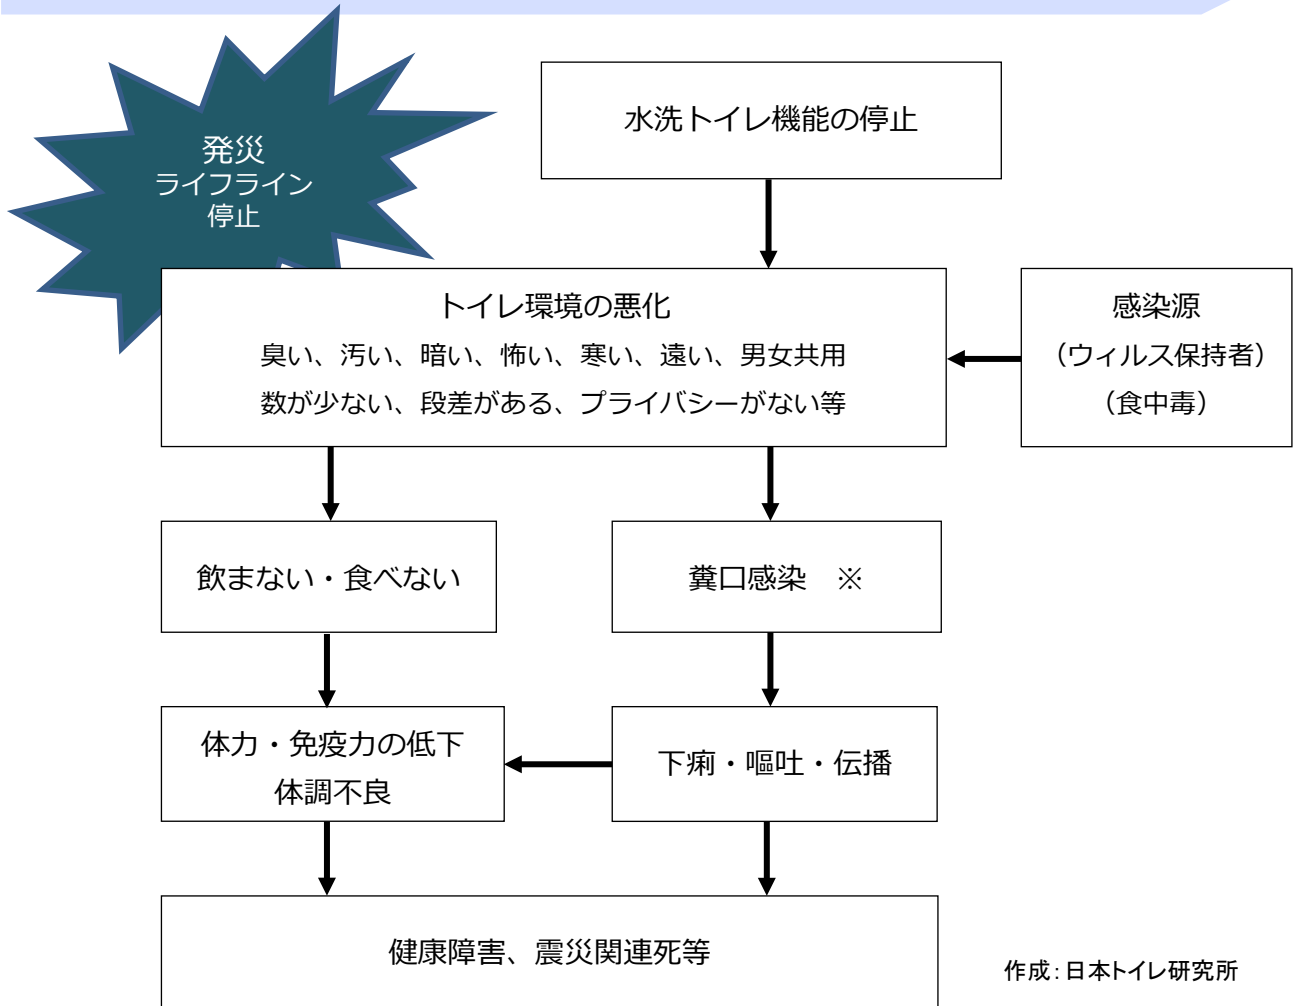 発災
ライフライン
停止
水洗トイレ機能の停止
トイレ環境の悪化
臭い、汚い、暗い、怖い、寒い、遠い、男女共用
数が少ない、段差がある、プライバシーがない等
感染源
（ウィルス保持者）
（食中毒）
飲まない・食べない
糞口感染　※
体力・免疫力の低下
体調不良
下痢・嘔吐・伝播
健康障害、震災関連死等
作成：日本トイレ研究所